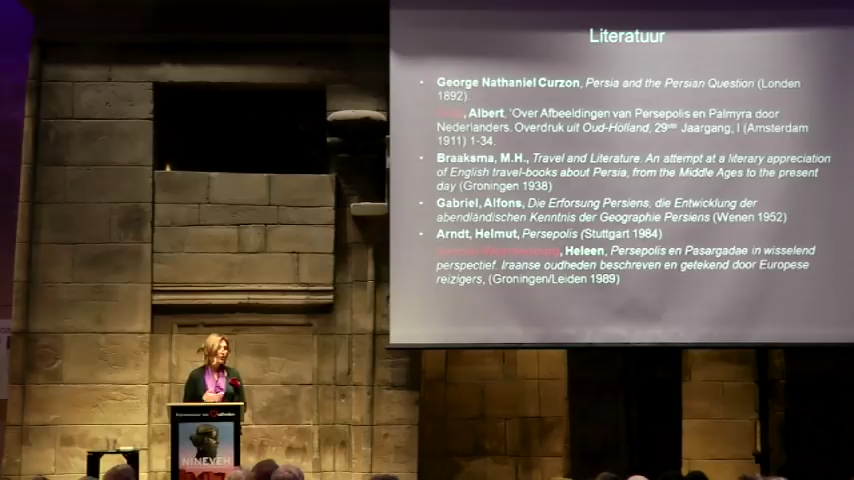 Literatuur
• George Nathaniel Curzon, Persia and the Persian Question (Londen
1892)
, Albert, 'Over Afbeeldingen van Persepolis en Palmyra door
Nederlanders. Overdruk uit Oud-Holland, 29ste Jaargang, I (Amsterdam
1911) 1-34.
• Braaksma, M.H., Travel and Literature. An attempt at a literary appreciation
of English travel-books about Persia, from the Middle Ages to the present
day (Groningen 1938)
• Gabriel, Alfons, Die Erforsung Persiens, die Entwicklung der
abendländischen Kenntnis der Geographie Persiens (Wenen 1952)
• Arndt, Helmut, Persepolis (Stuttgart 1984)
, Heleen, Persepolis en Pasargadae in wisselend
perspectief. Iraanse oudheden beschreven en getekend door Europese
reizigers, (Groningen/Leiden 1989)
NINEVEH